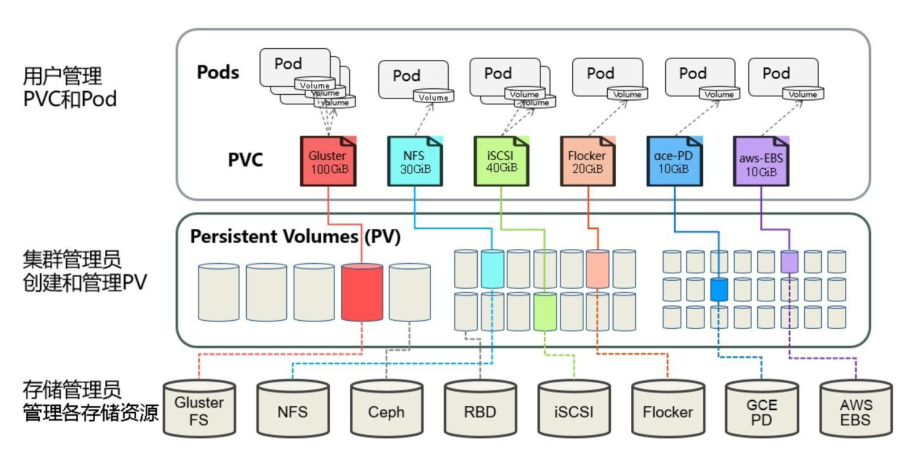 用户管理
PVC和Pod
Pods
Pod
Volume
Volume
Volume
Pod
Volume
Pod
Volume
Volume
Pod
Volume
Pod
Volume
Pod
Volume
PVC
Gluster
100GiB
NFS
30GiB
iSCSI
40GiB
Flocker
20GiB
ace-PD
10GiB
aws-EBS
10GiB
集群管理员
创建和管理PV
Persistent Volumes (PV)
存储管理员
管理各存储资源
Gluster
FS
NFS
Ceph
RBD
iSCSI
Flocker
GCE
PD
AWS
EBS